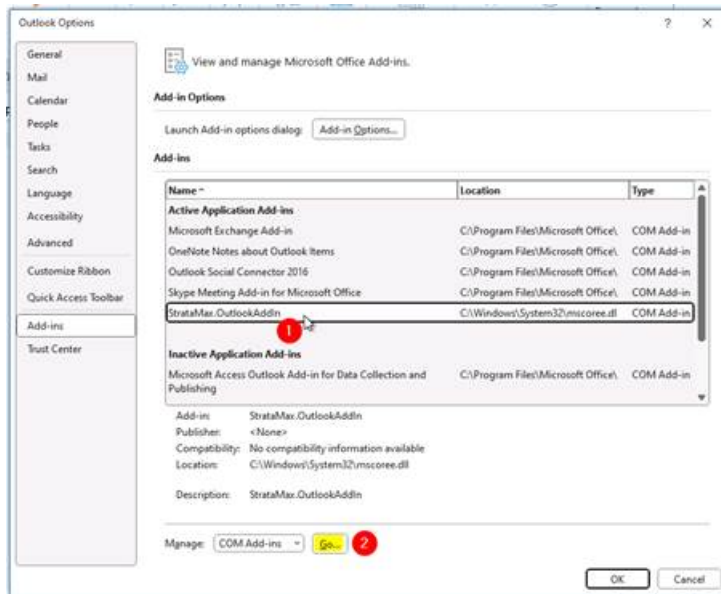 Outlook Options
General
Mail
Calendar
People
Tasks
Search
Language
Accessibility
Advanced
Customize Ribbon
Quick Access Toolbar
Add-ins
Trust Center
View and manage Microsoft Office Add-ins.
Add-in Options
Launch Add-in options dialog: Add-in Options...
Add-ins
Name Location Type
Active Application Add-ins
Microsoft Exchange Add-in C:\Program Files\Microsoft Office\ COM Add-in
OneNote Notes about Outlook Items C:\Program Files\Microsoft Office\ COM Add-in
Outlook Social Connector 2016 C:\Program Files\Microsoft Office\ COM Add-in
Skype Meeting Add-in for Microsoft Office C:\Program Files\Microsoft Office\ COM Add-in
StrataMax.OutlookAddIn C:\Windows\System32\mscoree.dl COM Add-in
1
Inactive Application Add-ins
Microsoft Access Outlook Add-in for Data Collection and C:\Program Files\Microsoft Office\ COM Add-in
Publishing
Add-in: StrataMax.OutlookAddIn
Publisher: <None>
Compatibility: No compatibility information available
Location: C:\Windows\System32\mscoree.dll
Description: StrataMax.OutlookAddIn
Manage: COM Add-ins Go... 2
OK Cancel